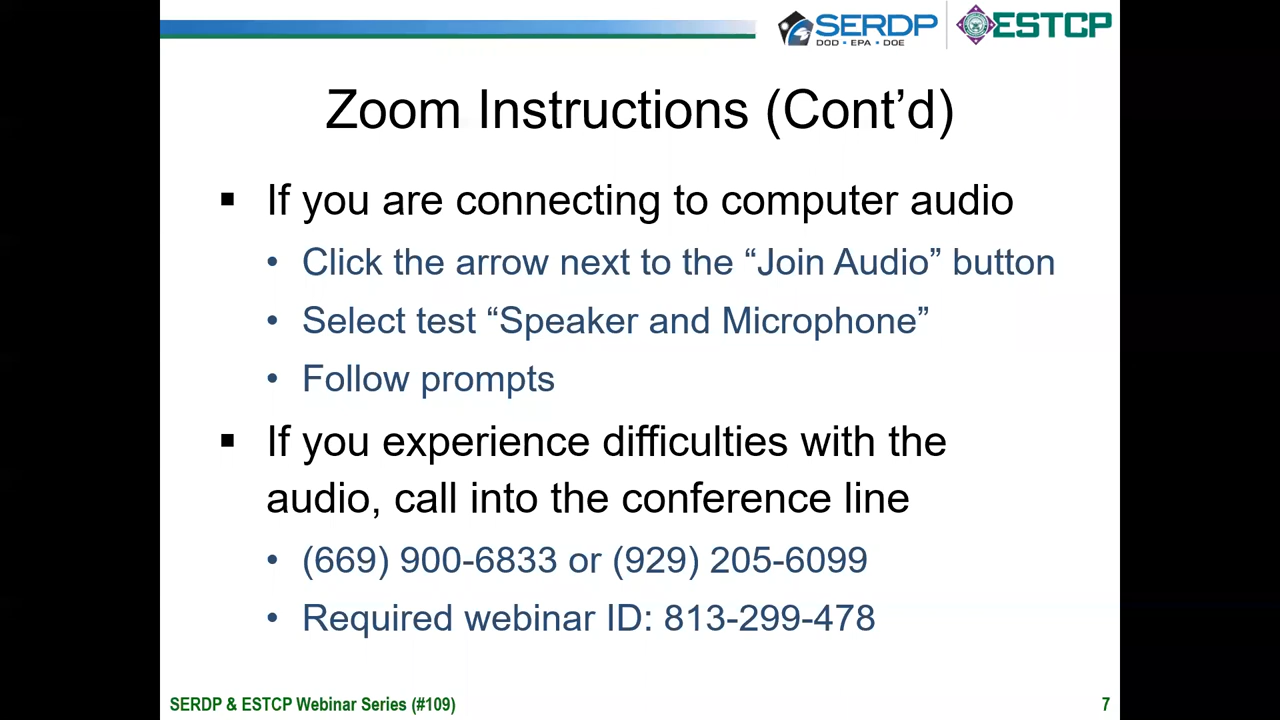 SERDP
DOD • EPA • DOE
ESTCP
Zoom Instructions (Cont’d)
▪ If you are connecting to computer audio
• Click the arrow next to the “Join Audio” button
• Select test “Speaker and Microphone”
• Follow prompts
▪ If you experience difficulties with the
audio, call into the conference line
• (669) 900-6833 or (929) 205-6099
• Required webinar ID: 813-299-478
SERDP & ESTCP Webinar Series (#109)
7